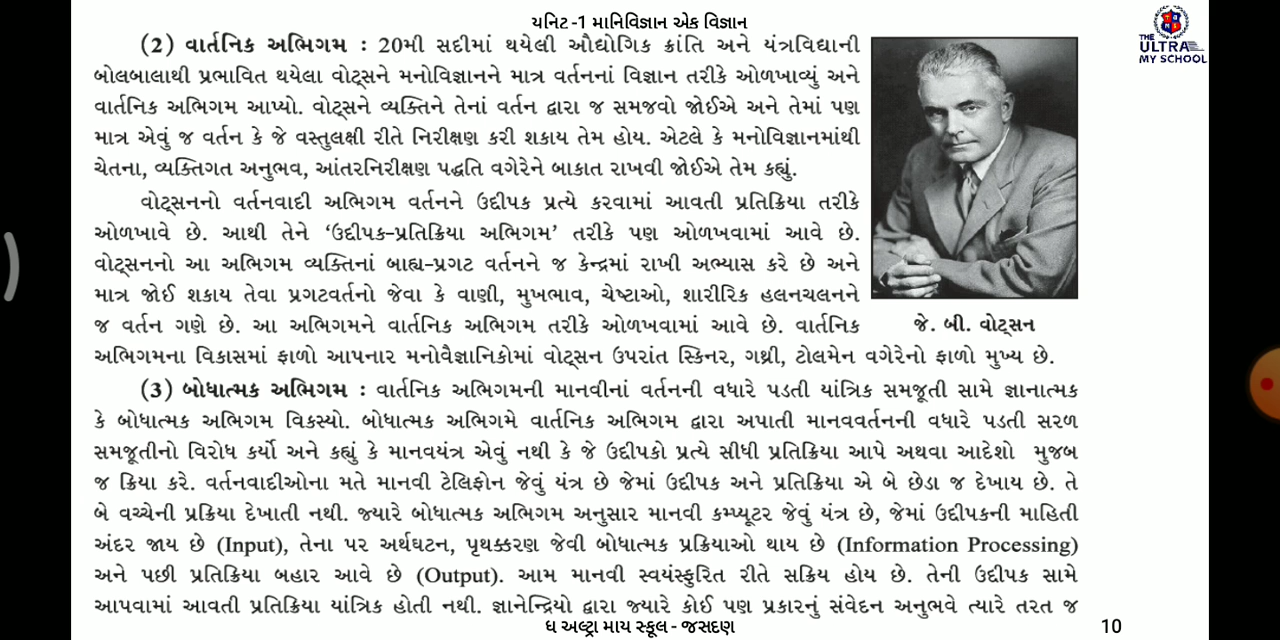 યનિટ -1 માનિવિજ્ઞાન એક વિજ્ઞાન
THE
ULTRA
MY SCHOOL
(2) વાર્તનિક અભિગમ : 20મી સદીમાં થયેલી ઔદ્યોગિક ક્રાંતિ અને યંત્રવિદ્યાની
બોલબાલાથી પ્રભાવિત થયેલા વોટ્સને મનોવિજ્ઞાનને માત્ર વર્તનનાં વિજ્ઞાન તરીકે ઓળખાવ્યું અને
વાર્તનિક અભિગમ આપ્યો. વોટ્સને વ્યક્તિને તેનાં વર્તન દ્વારા જ સમજવો જોઈએ અને તેમાં પણ
માત્ર એવું જ વર્તન કે જે વસ્તુલક્ષી રીતે નિરીક્ષણ કરી શકાય તેમ હોય. એટલે કે મનોવિજ્ઞાનમાંથી
ચેતના, વ્યક્તિગત અનુભવ, આંતરનિરીક્ષણ પદ્ધતિ વગેરેને બાકાત રાખવી જોઈએ તેમ કહ્યું.
વોટ્સનનો વર્તનવાદી અભિગમ વર્તનને ઉદ્દીપક પ્રત્યે કરવામાં આવતી પ્રતિક્રિયા તરીકે
ઓળખાવે છે. આથી તેને ‘ઉદ્દીપક-પ્રતિક્રિયા અભિગમ’ તરીકે પણ ઓળખવામાં આવે છે.
વોટ્સનનો આ અભિગમ વ્યક્તિનાં બાહ્ય-પ્રગટ વર્તનને જ કેન્દ્રમાં રાખી અભ્યાસ કરે છે અને
માત્ર જોઈ શકાય તેવા પ્રગટવર્તનો જેવા કે વાણી, મુખભાવ, ચેષ્ટાઓ, શારીરિક હલનચલનને
જ વર્તન ગણે છે. આ અભિગમને વાર્તનિક અભિગમ તરીકે ઓળખવામાં આવે છે. વાર્તનિક
જે. બી. વોટ્સન
અભિગમના વિકાસમાં ફાળો આપનાર મનોવૈજ્ઞાનિકોમાં વોટ્સન ઉપરાંત સ્કિનર, ગથ્રી, ટોલમેન વગેરેનો ફાળો મુખ્ય છે.
(3) બોધાત્મક અભિગમ : વાર્તનિક અભિગમની માનવીનાં વર્તનની વધારે પડતી યાંત્રિક સમજૂતી સામે જ્ઞાનાત્મક
કે બોધાત્મક અભિગમ વિકસ્યો. બોધાત્મક અભિગમે વાર્તનિક અભિગમ દ્વારા અપાતી માનવવર્તનની વધારે પડતી સરળ
સમજૂતીનો વિરોધ કર્યો અને કહ્યું કે માનવયંત્ર એવું નથી કે જે ઉદ્દીપકો પ્રત્યે સીધી પ્રતિક્રિયા આપે અથવા આદેશો મુજબ
જ ક્રિયા કરે. વર્તનવાદીઓના મતે માનવી ટેલિફોન જેવું યંત્ર છે જેમાં ઉદ્દીપક અને પ્રતિક્રિયા એ બે છેડા જ દેખાય છે. તે
બે વચ્ચેની પ્રક્રિયા દેખાતી નથી. જ્યારે બોધાત્મક અભિગમ અનુસાર માનવી કમ્પ્યૂટર જેવું યંત્ર છે, જેમાં ઉદ્દીપકની માહિતી
અંદર જાય છે (Input), તેના પર અર્થઘટન, પૃથક્કરણ જેવી બોધાત્મક પ્રક્રિયાઓ થાય છે (Information Processing)
અને પછી પ્રતિક્રિયા બહાર આવે છે (Output). આમ માનવી સ્વયંસ્ફુરિત રીતે સક્રિય હોય છે. તેની ઉદ્દીપક સામે
આપવામાં આવતી પ્રતિક્રિયા યાંત્રિક હોતી નથી. જ્ઞાનેન્દ્રિયો દ્વારા જ્યારે કોઈ પણ પ્રકારનું સંવેદન અનુભવે ત્યારે તરત જ
ધ અલ્ટ્રા માય સ્કૂલ - જસદણ
10